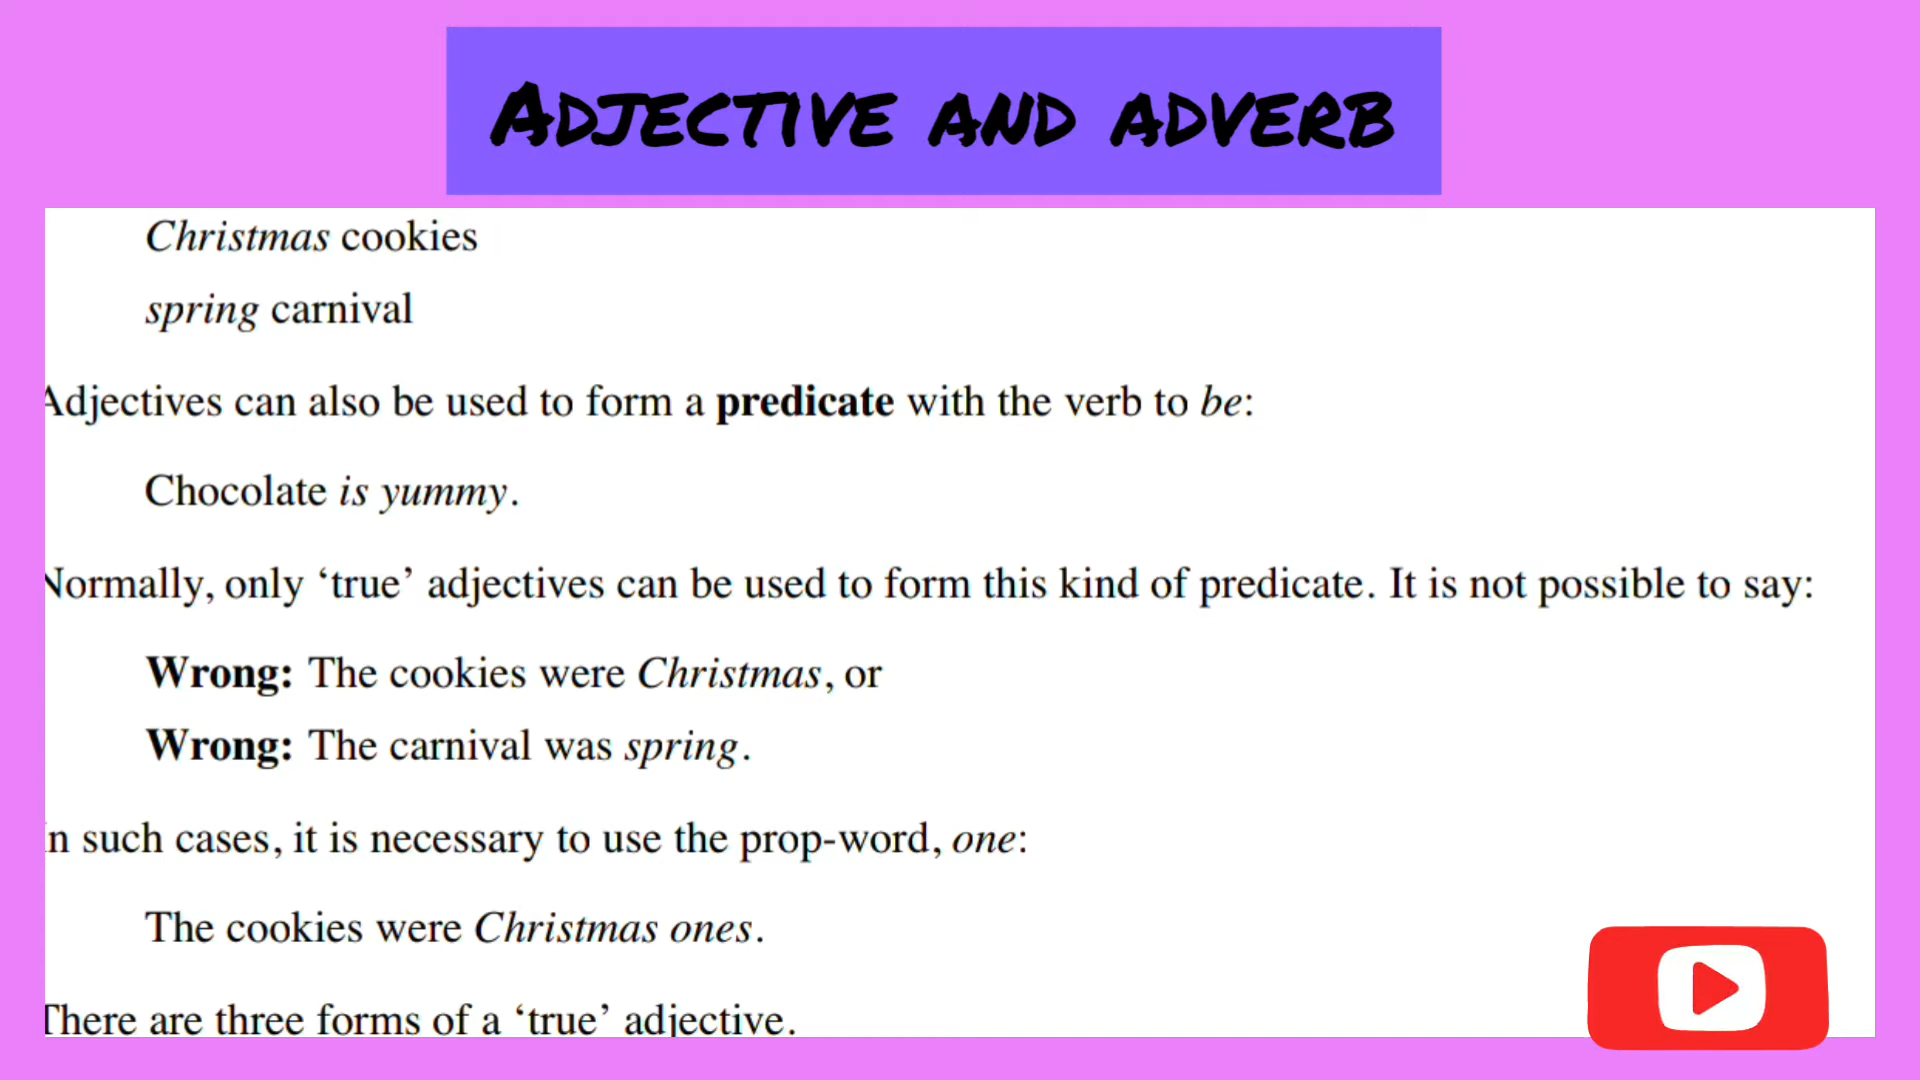 ADJECTIVE AND ADVERB
Christmas cookies
spring carnival
Adjectives can also be used to form a predicate with the verb to be:
Chocolate is yummy.
Normally, only ‘true’ adjectives can be used to form this kind of predicate. It is not possible to say:
Wrong: The cookies were Christmas, or
Wrong: The carnival was spring.
In such cases, it is necessary to use the prop-word, one:
The cookies were Christmas ones.
There are three forms of a ‘true’ adjective.